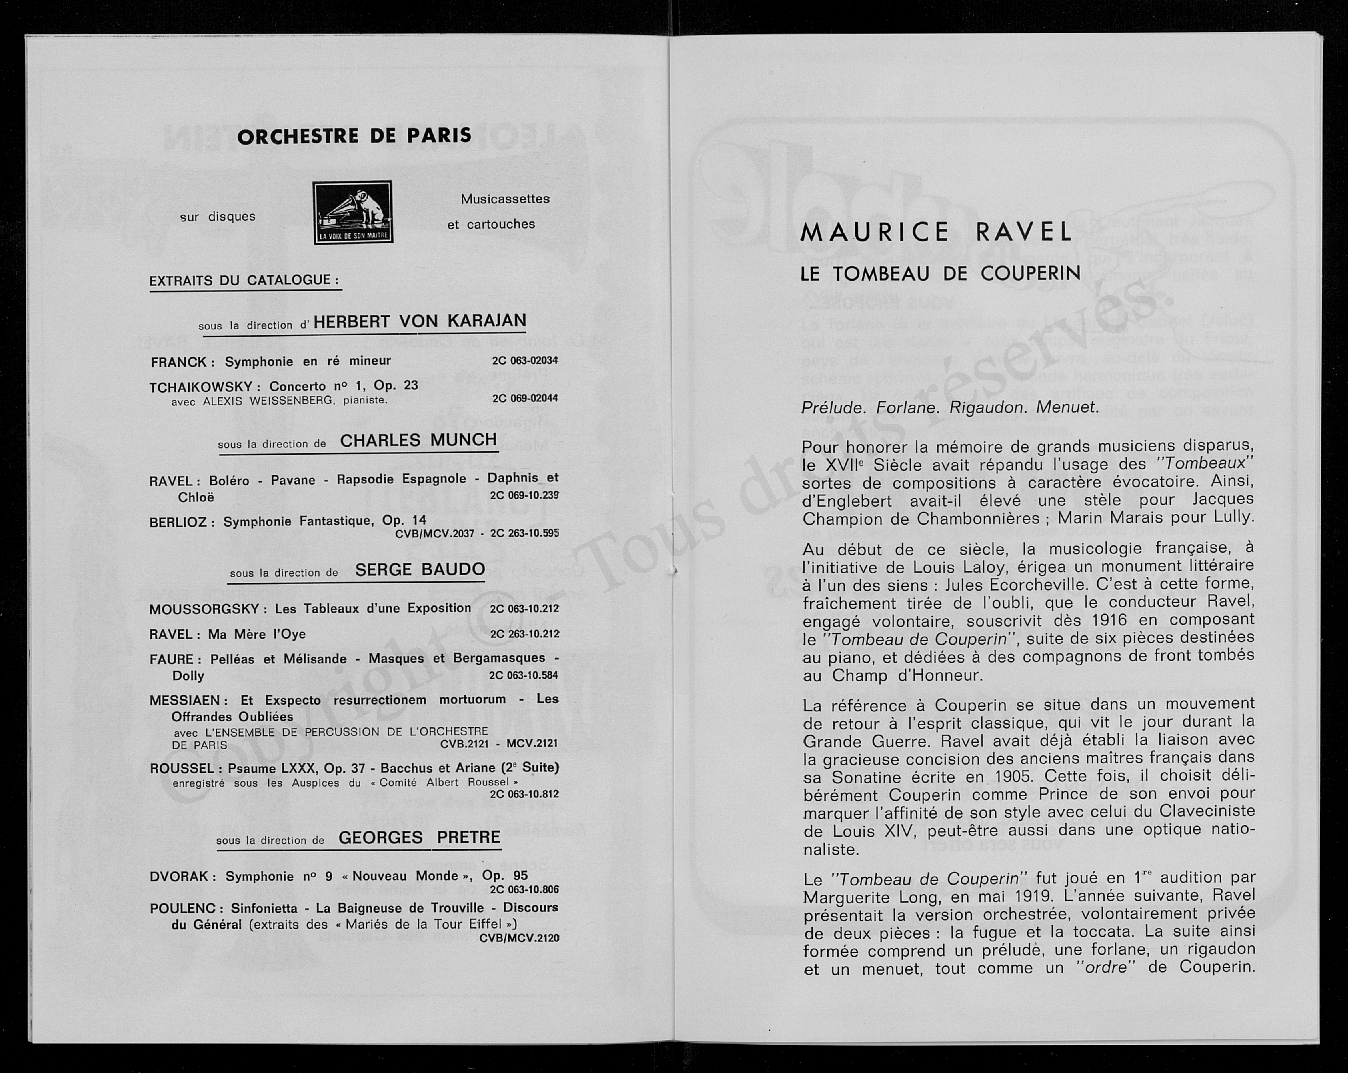 ORCHESTRE DE PARIS
sur disques
LA VOIX DE SON MAITRE
Musicassettes
et cartouches
EXTRAITS DU CATALOGUE :
sous la direction d' HERBERT VON KARAJAN
FRANCK : Symphonie en ré mineur 2C 063-02034
TCHAIKOWSKY : Concerto nº 1, Op. 23
avec ALEXIS WEISSENBERG, pianiste. 2C 069-02044
sous la direction de CHARLES MUNCH
RAVEL : Boléro - Pavane - Rapsodie Espagnole - Daphnis et
Chloë 2C 069-10.239
BERLIOZ : Symphonie Fantastique, Op. 14
CVB/MCV.2037 - 2C 263-10.595
sous la direction de SERGE BAUDO
MOUSSORGSKY : Les Tableaux d'une Exposition 2C 063-10.212
RAVEL : Ma Mère l'Oye 2C 263-10.212
FAURE : Pelléas et Mélisande - Masques et Bergamasques -
Dolly 2C 063-10.584
MESSIAEN : Et Exspecto resurrectionem mortuorum - Les
Offrandes Oubliées
avec L'ENSEMBLE DE PERCUSSION DE L'ORCHESTRE
DE PARIS CVB.2121 - MCV.2121
ROUSSEL : Psaume LXXX, Op. 37 - Bacchus et Ariane (2e Suite)
enregistré sous les Auspices du « Comité Albert Roussel »
2C 063-10.812
sous la direction de GEORGES PRETRE
DVORAK : Symphonie nº 9 « Nouveau Monde », Op. 95
2C 063-10.806
POULENC : Sinfonietta - La Baigneuse de Trouville - Discours
du Général (extraits des « Mariés de la Tour Eiffel »)
CVB/MCV.2120
MAURICE RAVEL
LE TOMBEAU DE COUPERIN
Prélude. Forlane. Rigaudon. Menuet.
Pour honorer la mémoire de grands musiciens disparus,
le XVIIe Siècle avait répandu l'usage des "Tombeaux"
sortes de compositions à caractère évocatoire. Ainsi,
d'Englebert avait-il élevé une stèle pour Jacques
Champion de Chambonnières ; Marin Marais pour Lully.
Au début de ce siècle, la musicologie française, à
l'initiative de Louis Laloy, érigea un monument littéraire
à l'un des siens : Jules Ecorcheville. C'est à cette forme,
fraîchement tirée de l'oubli, que le conducteur Ravel,
engagé volontaire, souscrivit dès 1916 en composant
le "Tombeau de Couperin", suite de six pièces destinées
au piano, et dédiées à des compagnons de front tombés
au Champ d'Honneur.
La référence à Couperin se situe dans un mouvement
de retour à l'esprit classique, qui vit le jour durant la
Grande Guerre. Ravel avait déjà établi la liaison avec
la gracieuse concision des anciens maîtres français dans
sa Sonatine écrite en 1905. Cette fois, il choisit déli-
bérément Couperin comme Prince de son envoi pour
marquer l'affinité de son style avec celui du Claveciniste
de Louis XIV, peut-être aussi dans une optique natio-
naliste.
Le "Tombeau de Couperin" fut joué en 1re audition par
Marguerite Long, en mai 1919. L'année suivante, Ravel
présentait la version orchestrée, volontairement privée
de deux pièces : la fugue et la toccata. La suite ainsi
formée comprend un prélude, une forlane, un rigaudon
et un menuet, tout comme un "ordre" de Couperin.
Copyright © - Tous droits réservés.